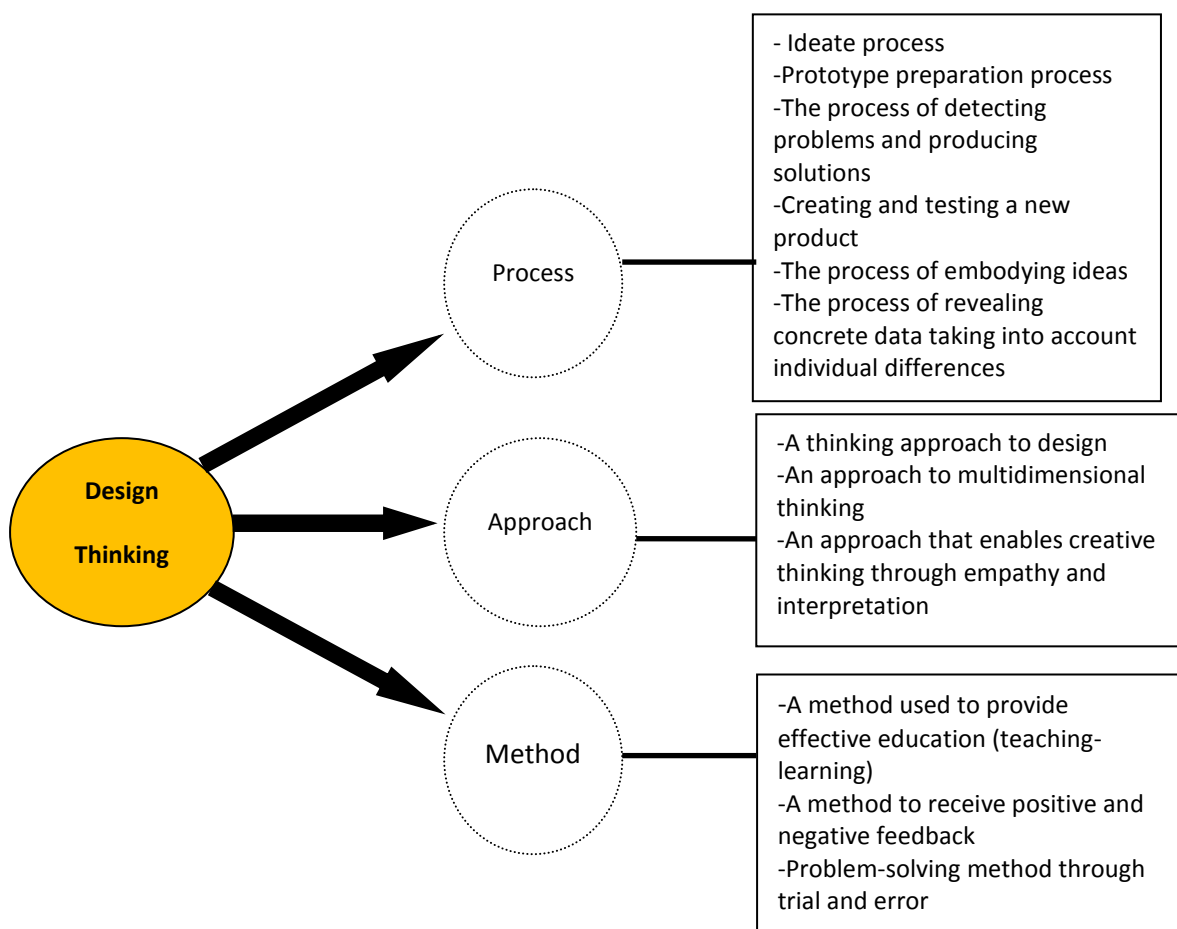 - Ideate process
-Prototype preparation process
-The process of detecting
problems and producing
solutions
-Creating and testing a new
product
-The process of embodying ideas
-The process of revealing
concrete data taking into account
individual differences
Process
Design
Thinking
Approach
-A thinking approach to design
-An approach to multidimensional
thinking
-An approach that enables creative
thinking through empathy and
interpretation
Method
-A method used to provide
effective education (teaching-
learning)
-A method to receive positive and
negative feedback
-Problem-solving method through
trial and error